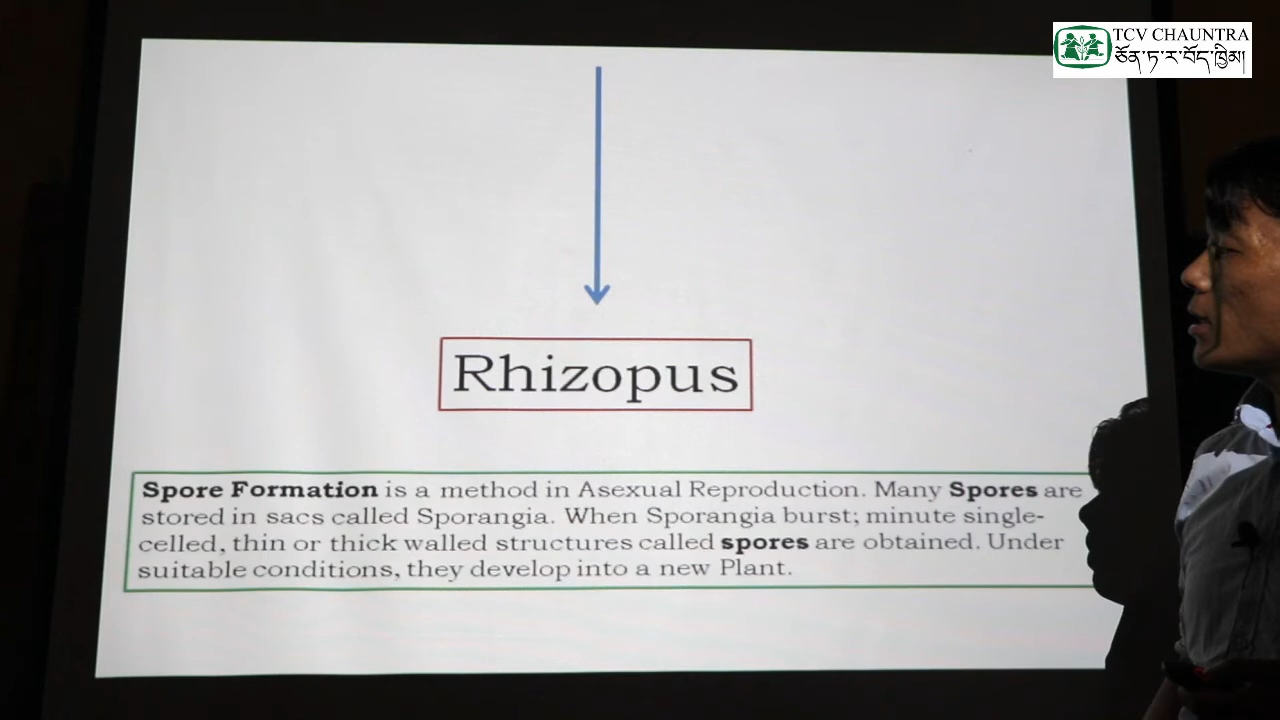 TCV CHAUNTRA
ཅོན་ཏ་ར་བོད་ཁྱིམ།
Rhizopus
Spore Formation is a method in Asexual Reproduction. Many Spores are
stored in sacs called Sporangia. When Sporangia burst; minute single-
celled, thin or thick walled structures called spores are obtained. Under
suitable conditions, they develop into a new Plant.